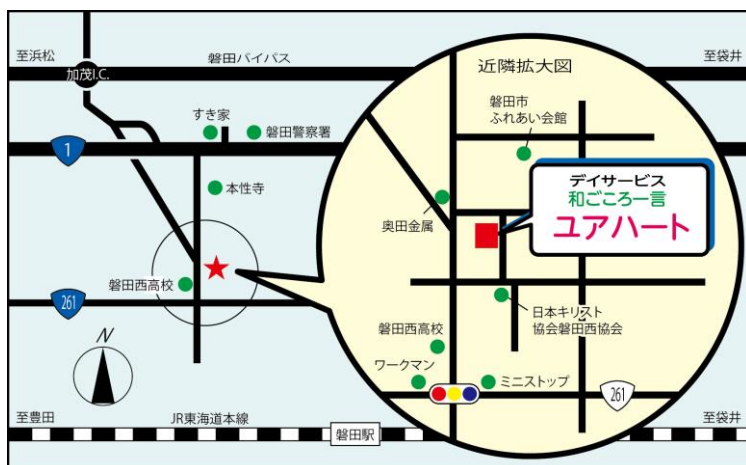 至浜松
磐田バイパス
至袋井
加茂I.C.
すき家
磐田警察署
1
本性寺
磐田西高校
261
N
至豊田
JR東海道本線
磐田駅
至袋井
近隣拡大図
磐田市
ふれあい会館
デイサービス
和ごころ一言
ユアハート
奥田金属
日本キリスト
協会磐田西協会
磐田西高校
ワークマン
ミニストップ
261